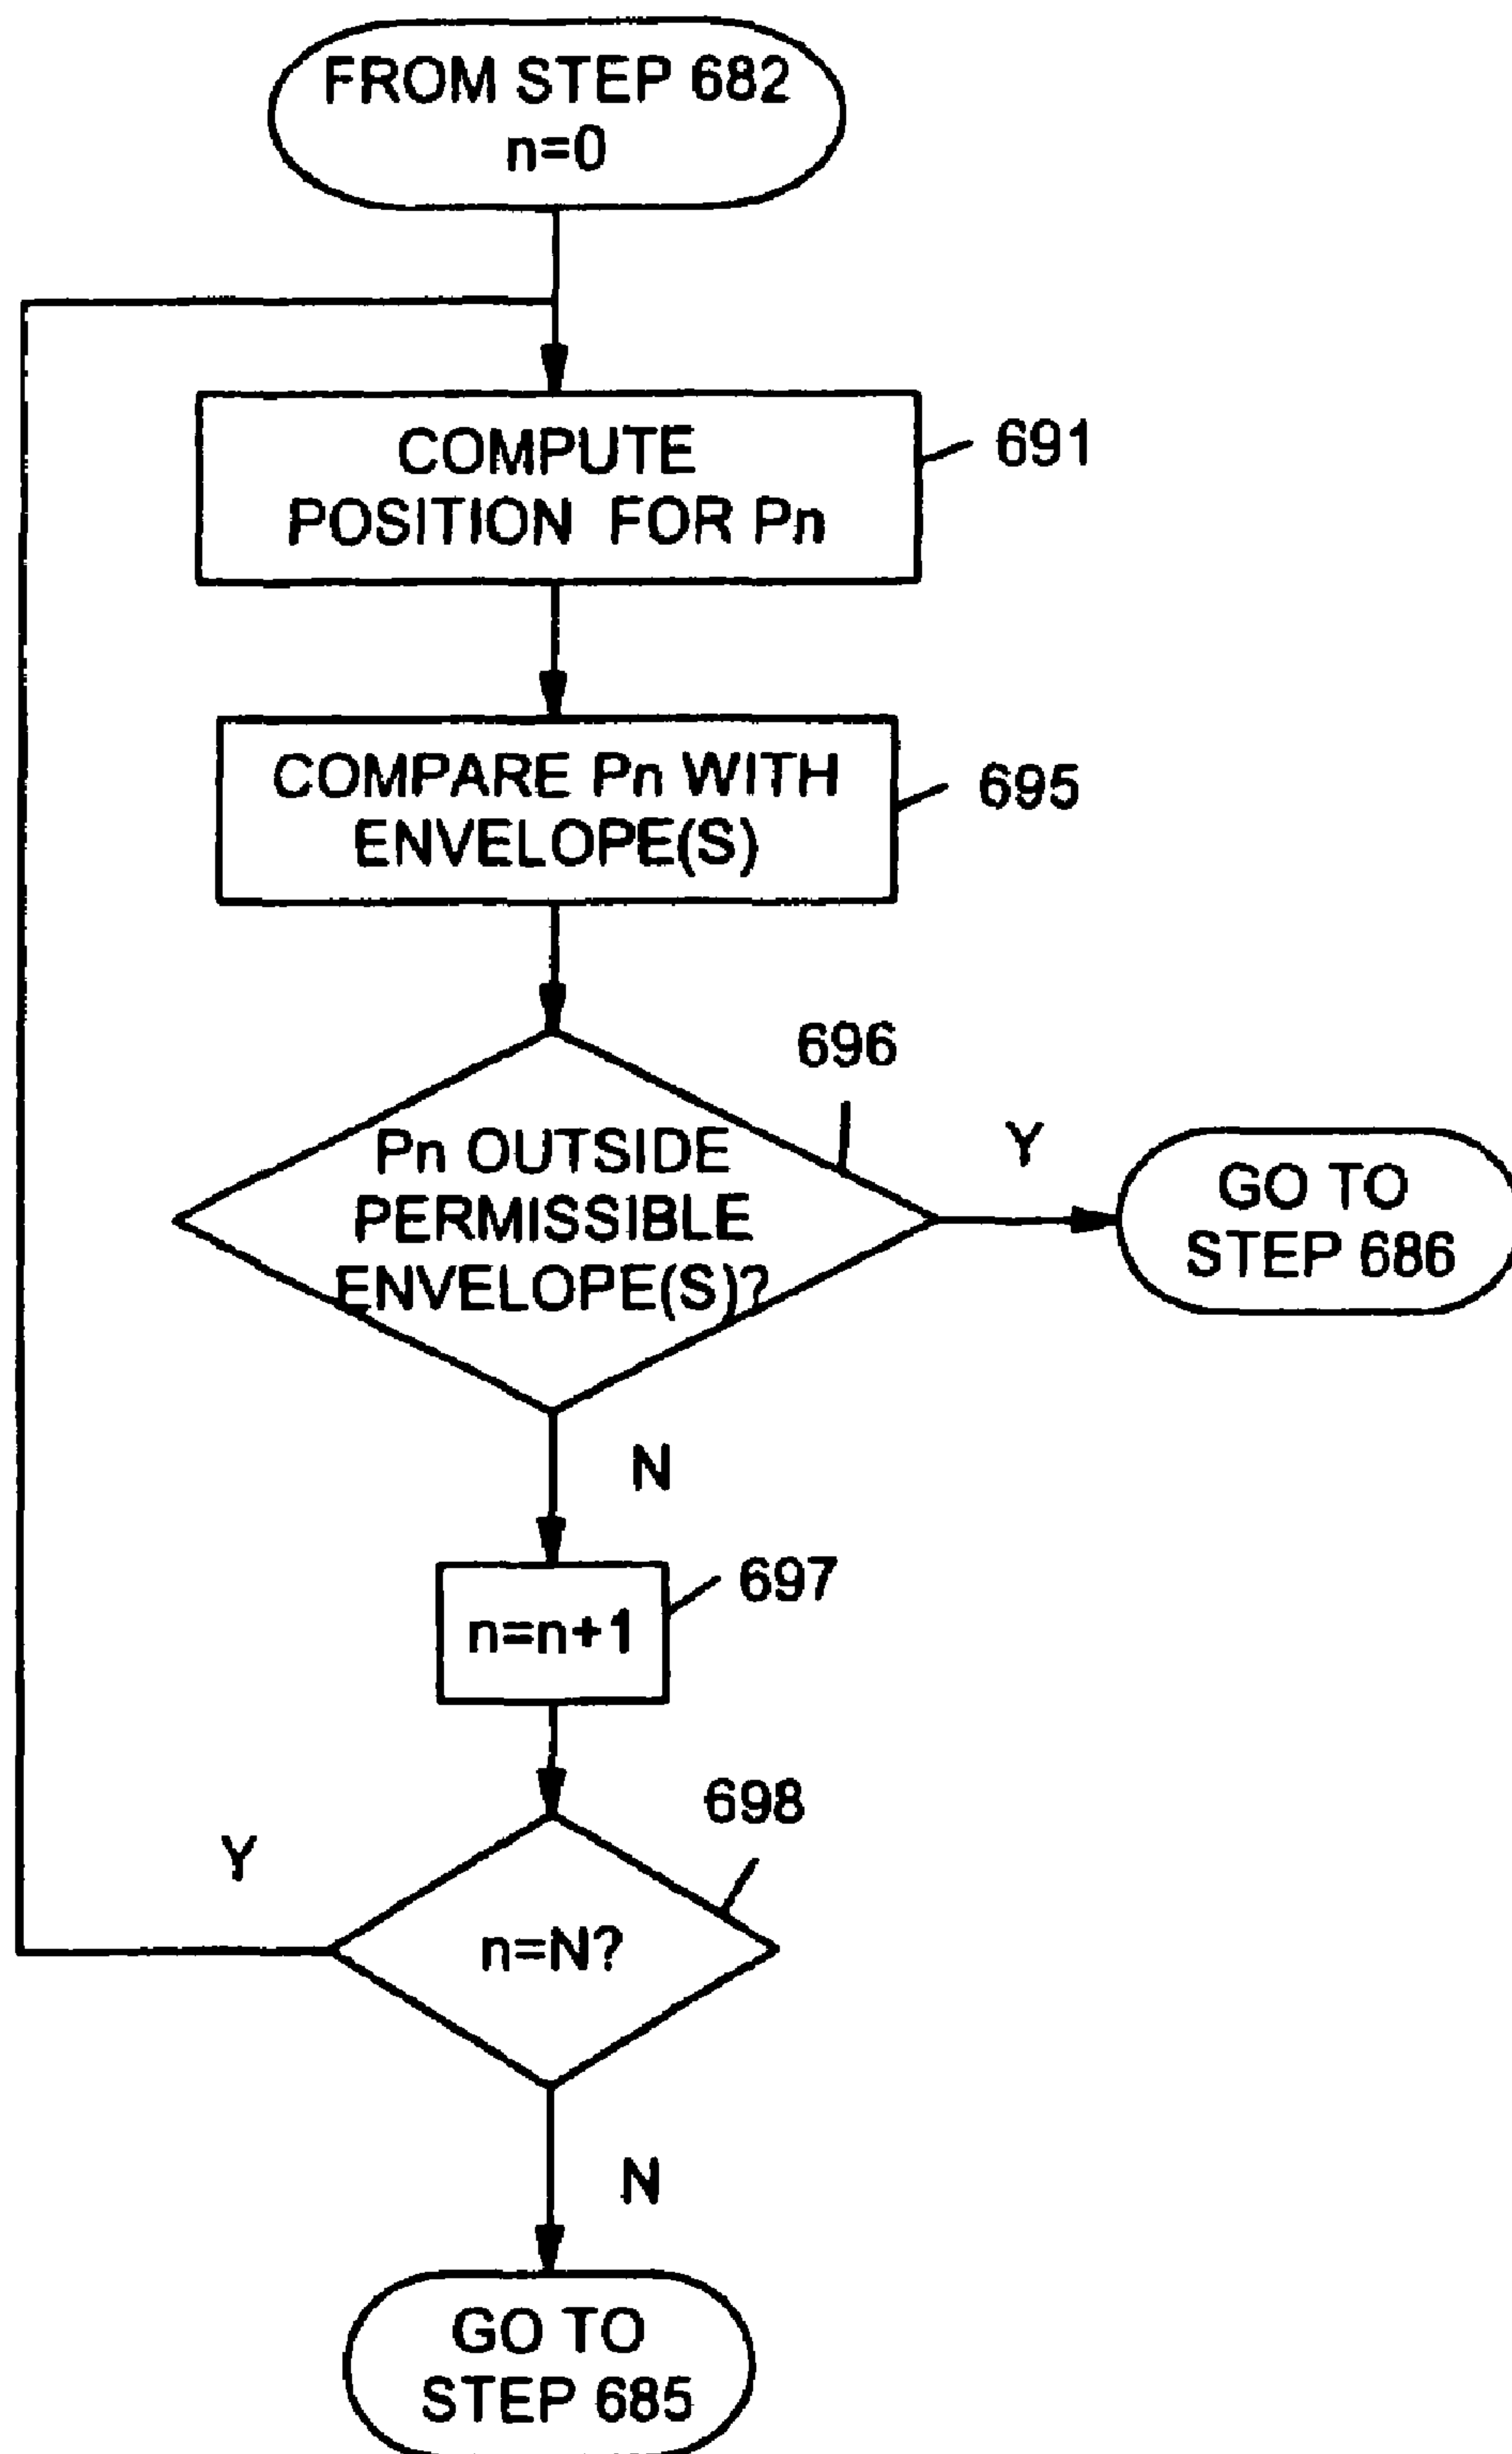 FROM STEP 682
n=0
COMPUTE
POSITION FOR Pn
691
COMPARE Pn WITH
ENVELOPE(S)
695
696
Pn OUTSIDE
PERMISSIBLE
ENVELOPE(S)?
Y
GO TO
STEP 686
N
697
n=n+1
698
Y
n=N?
N
GO TO
STEP 685